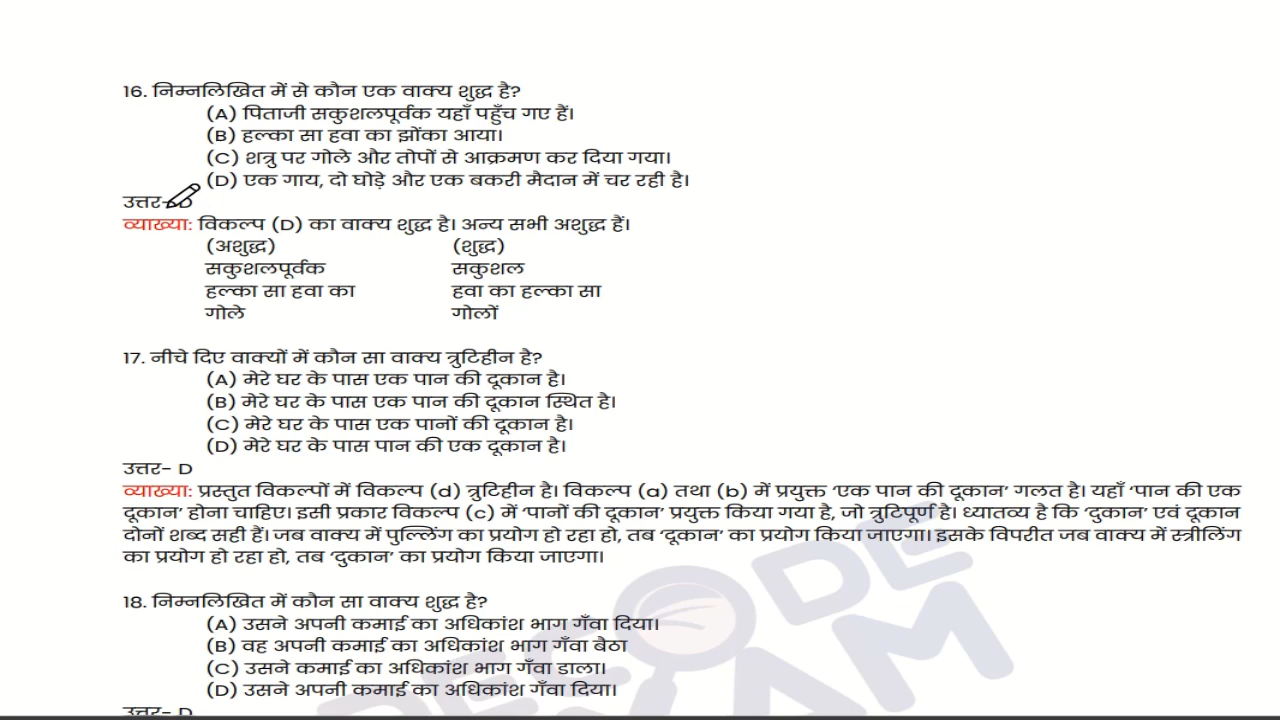 16. निम्नलिखित में से कौन एक वाक्य शुद्ध है?
(A) पिताजी सकुशलपूर्वक यहाँ पहुँच गए हैं।
(B) हल्का सा हवा का झोंका आया।
(C) शत्रु पर गोले और तोपों से आक्रमण कर दिया गया।
(D) एक गाय, दो घोड़े और एक बकरी मैदान में चर रही है।
उत्तर- D
व्याख्या: विकल्प (D) का वाक्य शुद्ध है। अन्य सभी अशुद्ध हैं।
(अशुद्ध) (शुद्ध)
सकुशलपूर्वक सकुशल
हल्का सा हवा का हवा का हल्का सा
गोले गोलों
17. नीचे दिए वाक्यों में कौन सा वाक्य त्रुटिहीन है?
(A) मेरे घर के पास एक पान की दूकान है।
(B) मेरे घर के पास एक पान की दूकान स्थित है।
(C) मेरे घर के पास एक पानों की दूकान है।
(D) मेरे घर के पास पान की एक दूकान है।
उत्तर- D
व्याख्या: प्रस्तुत विकल्पों में विकल्प (d) त्रुटिहीन है। विकल्प (a) तथा (b) में प्रयुक्त ‘एक पान की दूकान’ गलत है। यहाँ ‘पान की एक
दूकान’ होना चाहिए। इसी प्रकार विकल्प (c) में ‘पानों की दूकान’ प्रयुक्त किया गया है, जो त्रुटिपूर्ण है। ध्यातव्य है कि ‘दुकान’ एवं दूकान
दोनों शब्द सही हैं। जब वाक्य में पुल्लिंग का प्रयोग हो रहा हो, तब ‘दूकान’ का प्रयोग किया जाएगा। इसके विपरीत जब वाक्य में स्त्रीलिंग
का प्रयोग हो रहा हो, तब ‘दुकान’ का प्रयोग किया जाएगा।
18. निम्नलिखित में कौन सा वाक्य शुद्ध है?
(A) उसने अपनी कमाई का अधिकांश भाग गँवा दिया।
(B) वह अपनी कमाई का अधिकांश भाग गँवा बैठा
(C) उसने कमाई का अधिकांश भाग गँवा डाला।
(D) उसने अपनी कमाई का अधिकांश गँवा दिया।
उत्तर- D
DECODE
EXAM